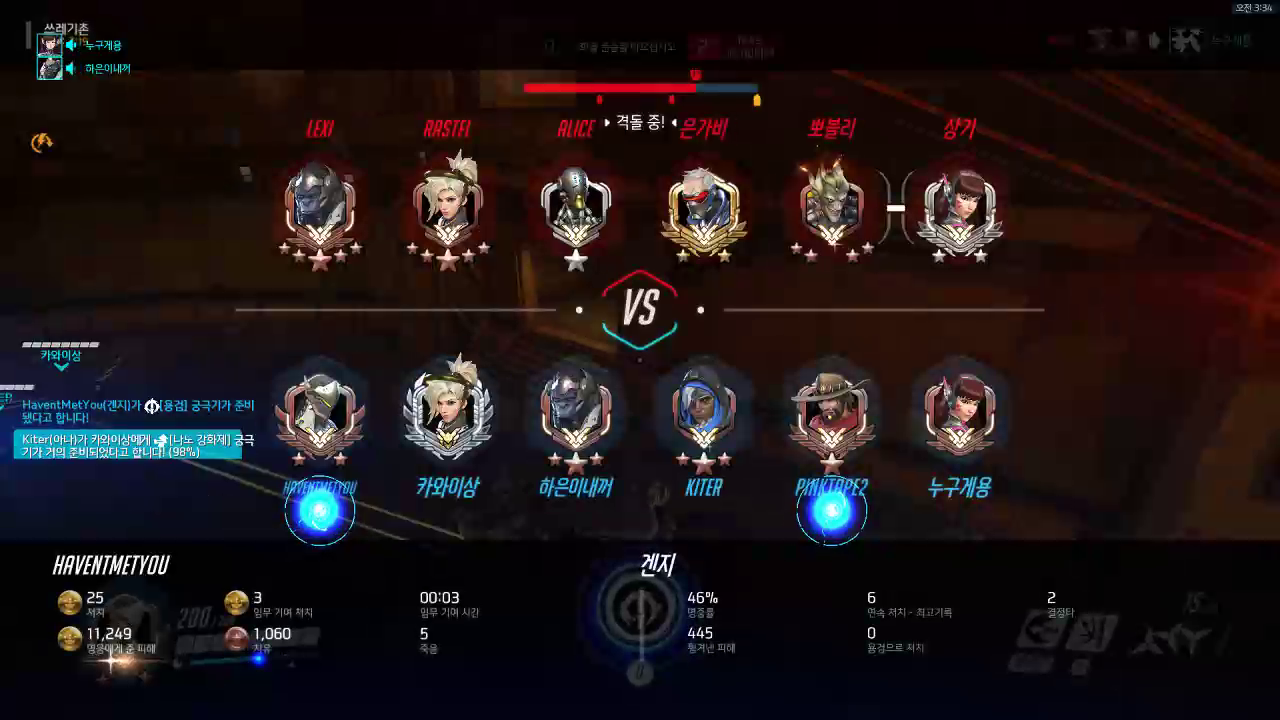 오전 3:34
쓰레기촌
누구게용
하은이내꺼
격돌 중!
LEXI
RASTEI
ALICE
은가비
뽀볼리
상기
VS
카와이상
HaventMetYou(겐지)가 [용검] 궁극기가 준비
됐다고 합니다!
Kiter(아나)가 카와이상에게 [나노 강화제] 궁극
기가 거의 준비되었다고 합니다! (98%)
HAVENTMETYOU
카와이상
하은이내꺼
KITER
PINKTAPE2
누구게용
HAVENTMETYOU
겐지
25
처치
3
임무 기여 처치
00:03
임무 기여 시간
46%
명중률
6
연속 처치 - 최고기록
2
결정타
11,249
영웅에게 준 피해
1,060
치유
5
죽음
445
튕겨낸 피해
0
용검으로 처치